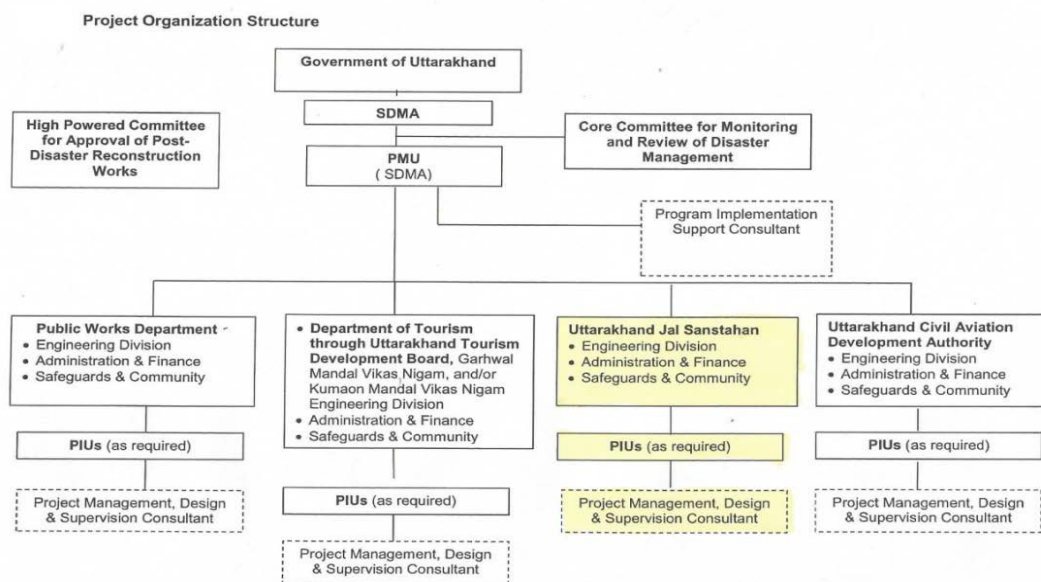 Project Organization Structure
Government of Uttarakhand
SDMA
High Powered Committee
for Approval of Post-
Disaster Reconstruction
Works
Core Committee for Monitoring
and Review of Disaster
Management
PMU
( SDMA)
Program Implementation
Support Consultant
Public Works Department
• Engineering Division
• Administration & Finance
• Safeguards & Community
• Department of Tourism
through Uttarakhand Tourism
Development Board, Garhwal
Mandal Vikas Nigam, and/or
Kumaon Mandal Vikas Nigam
Engineering Division
• Administration & Finance
• Safeguards & Community
Uttarakhand Jal Sanstahan
• Engineering Division
• Administration & Finance
• Safeguards & Community
Uttarakhand Civil Aviation
Development Authority
• Engineering Division
• Administration & Finance
• Safeguards & Community
PIUs (as required)
PIUs (as required)
PIUs (as required)
PIUs (as required)
Project Management, Design
& Supervision Consultant
Project Management, Design
& Supervision Consultant
Project Management, Design
& Supervision Consultant
Project Management, Design
& Supervision Consultant